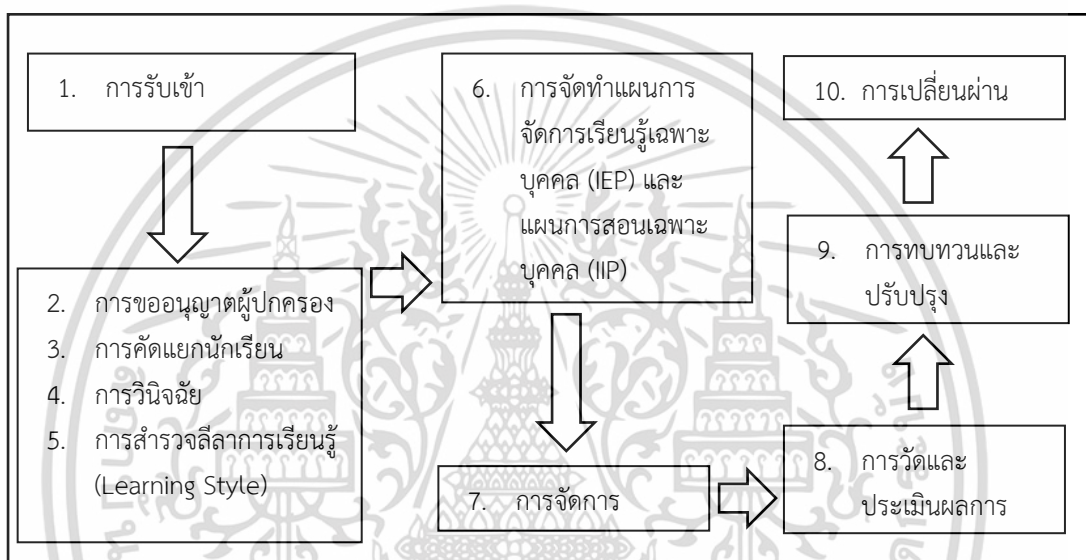 1. การรับเข้า
2. การขออนุญาตผู้ปกครอง
3. การคัดแยกนักเรียน
4. การวินิจฉัย
5. การสำรวจลีลาการเรียนรู้
(Learning Style)
6. การจัดทำแผนการ
จัดการเรียนรู้เฉพาะ
บุคคล (IEP) และ
แผนการสอนเฉพาะ
บุคคล (IIP)
7. การจัดการ
8. การวัดและ
ประเมินผลการ
9. การทบทวนและ
ปรับปรุง
10. การเปลี่ยนผ่าน